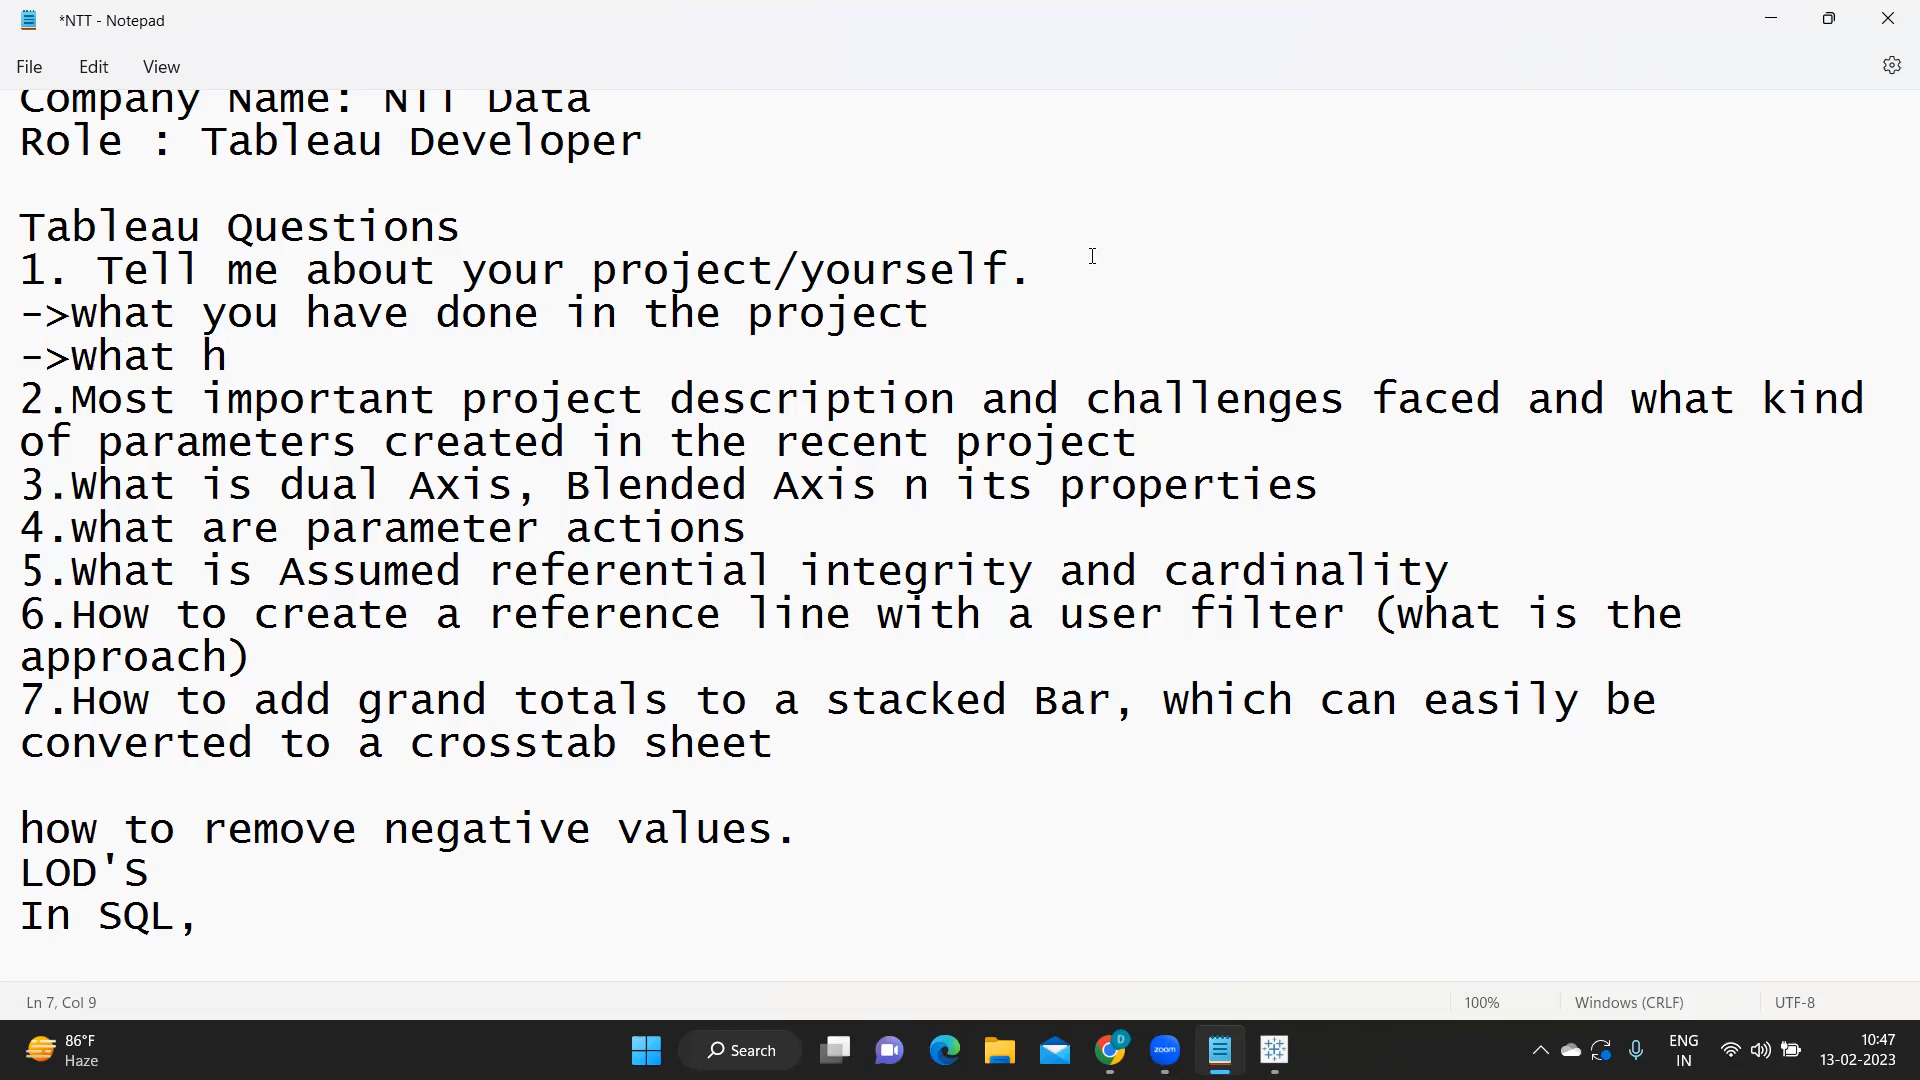 *NTT - Notepad
File Edit View
Company Name: NTT Data
Role : Tableau Developer
Tableau Questions
1. Tell me about your project/yourself.
->what you have done in the project
->what h
2.Most important project description and challenges faced and what kind
of parameters created in the recent project
3.What is dual Axis, Blended Axis n its properties
4.what are parameter actions
5.What is Assumed referential integrity and cardinality
6.How to create a reference line with a user filter (what is the
approach)
7.How to add grand totals to a stacked Bar, which can easily be
converted to a crosstab sheet
how to remove negative values.
LOD'S
In SQL,
Ln 7, Col 9 100% Windows (CRLF) UTF-8
86°F
Haze
Search
D
zoom
ENG
IN
10:47
13-02-2023